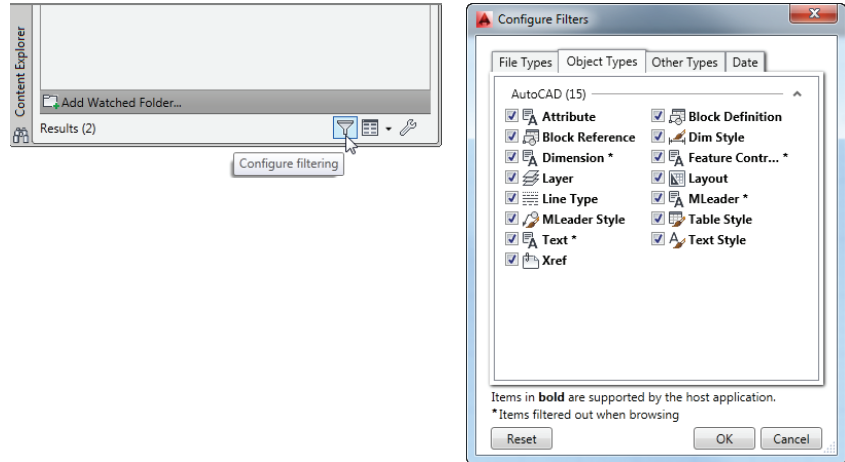 Content Explorer
Add Watched Folder...
Results (2)
Configure filtering
Configure Filters
File Types Object Types Other Types Date
AutoCAD (15)
Attribute Block Definition
Block Reference Dim Style
Dimension * Feature Contr... *
Layer Layout
Line Type MLeader *
MLeader Style Table Style
Text * Text Style
Xref
Items in bold are supported by the host application.
*Items filtered out when browsing
Reset OK Cancel